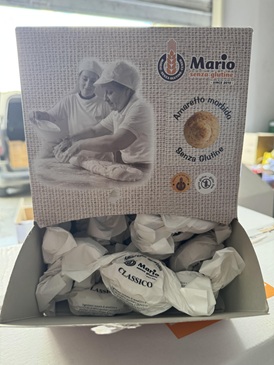 Mario
senza glutine
Amaretto morbido
Senza Glutine
Mario
CLASSICO